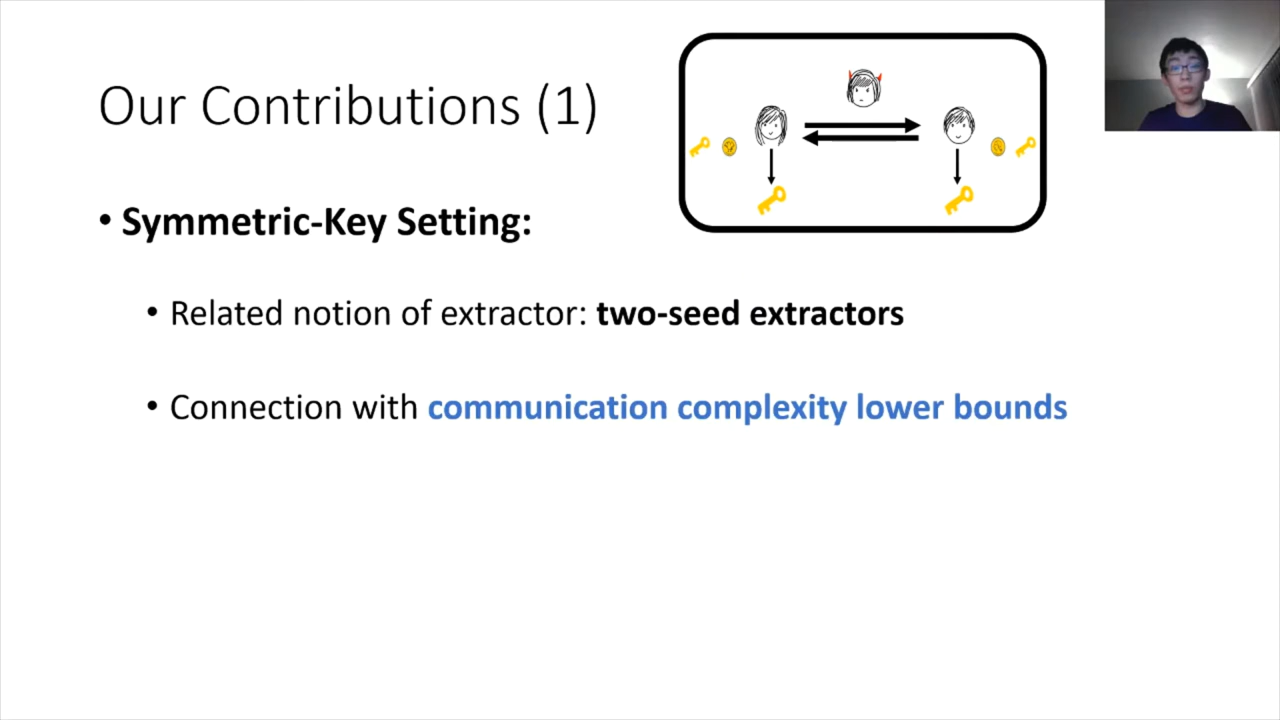 Our Contributions (1)
• Symmetric-Key Setting:
• Related notion of extractor: two-seed extractors
• Connection with communication complexity lower bounds